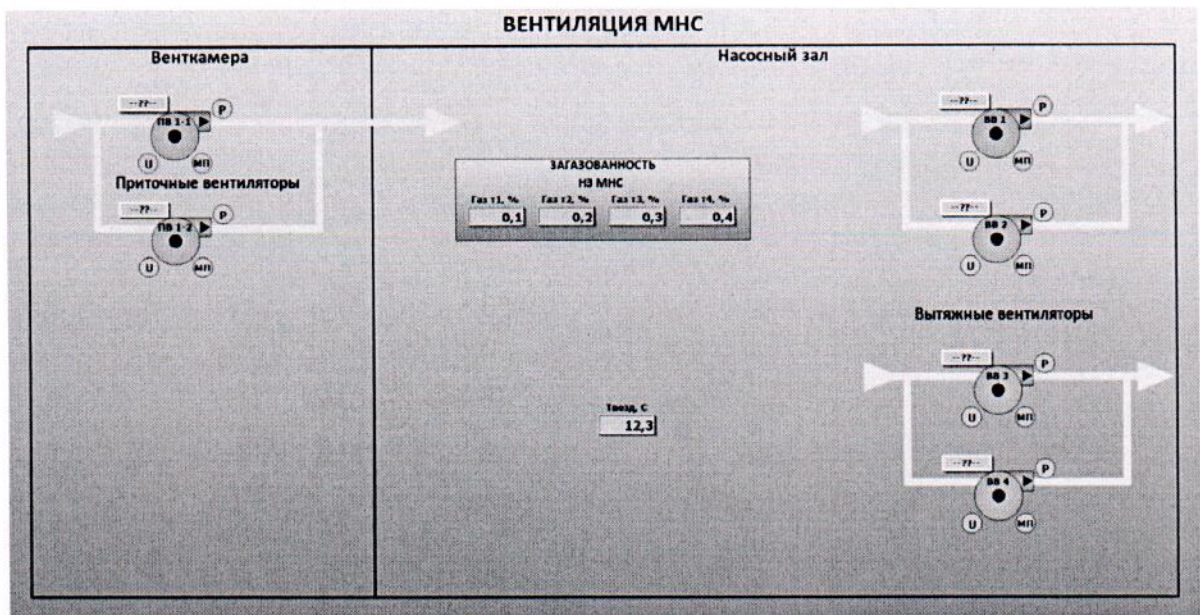 ВЕНТИЛЯЦИЯ МНС
Венткамера
--??--
P
ПВ 1-1
U
МП
Приточные вентиляторы
--??--
P
ПВ 1-2
U
МП
Насосный зал
ЗАГАЗОВАННОСТЬ
НЗ МНС
Газ т1, % Газ т2, % Газ т3, % Газ т4, %
0,1 0,2 0,3 0,4
Твозд, С
12,3
--??--
P
ВВ 1
U
МП
--??--
P
ВВ 2
U
МП
Вытяжные вентиляторы
--??--
P
ВВ 3
U
МП
--??--
P
ВВ 4
U
МП